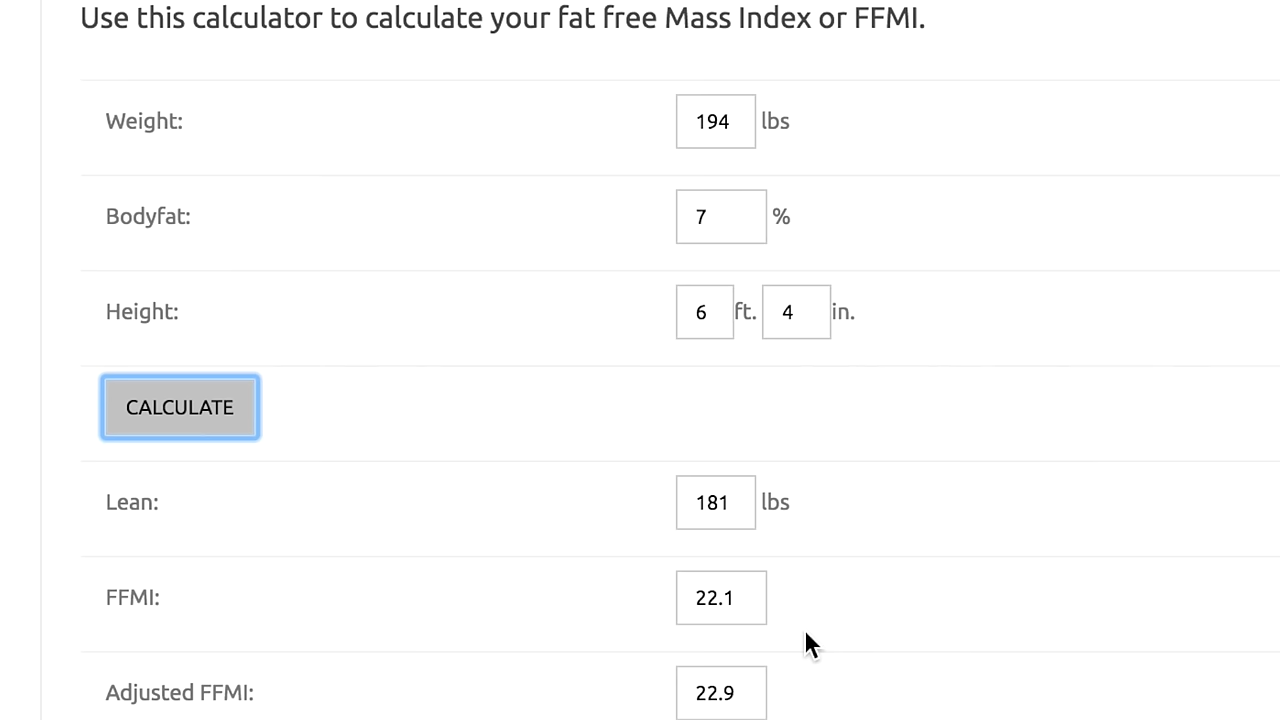 Use this calculator to calculate your fat free Mass Index or FFMI.
Weight: 194 lbs
Bodyfat: 7 %
Height: 6 ft. 4 in.
CALCULATE
Lean: 181 lbs
FFMI: 22.1
Adjusted FFMI: 22.9